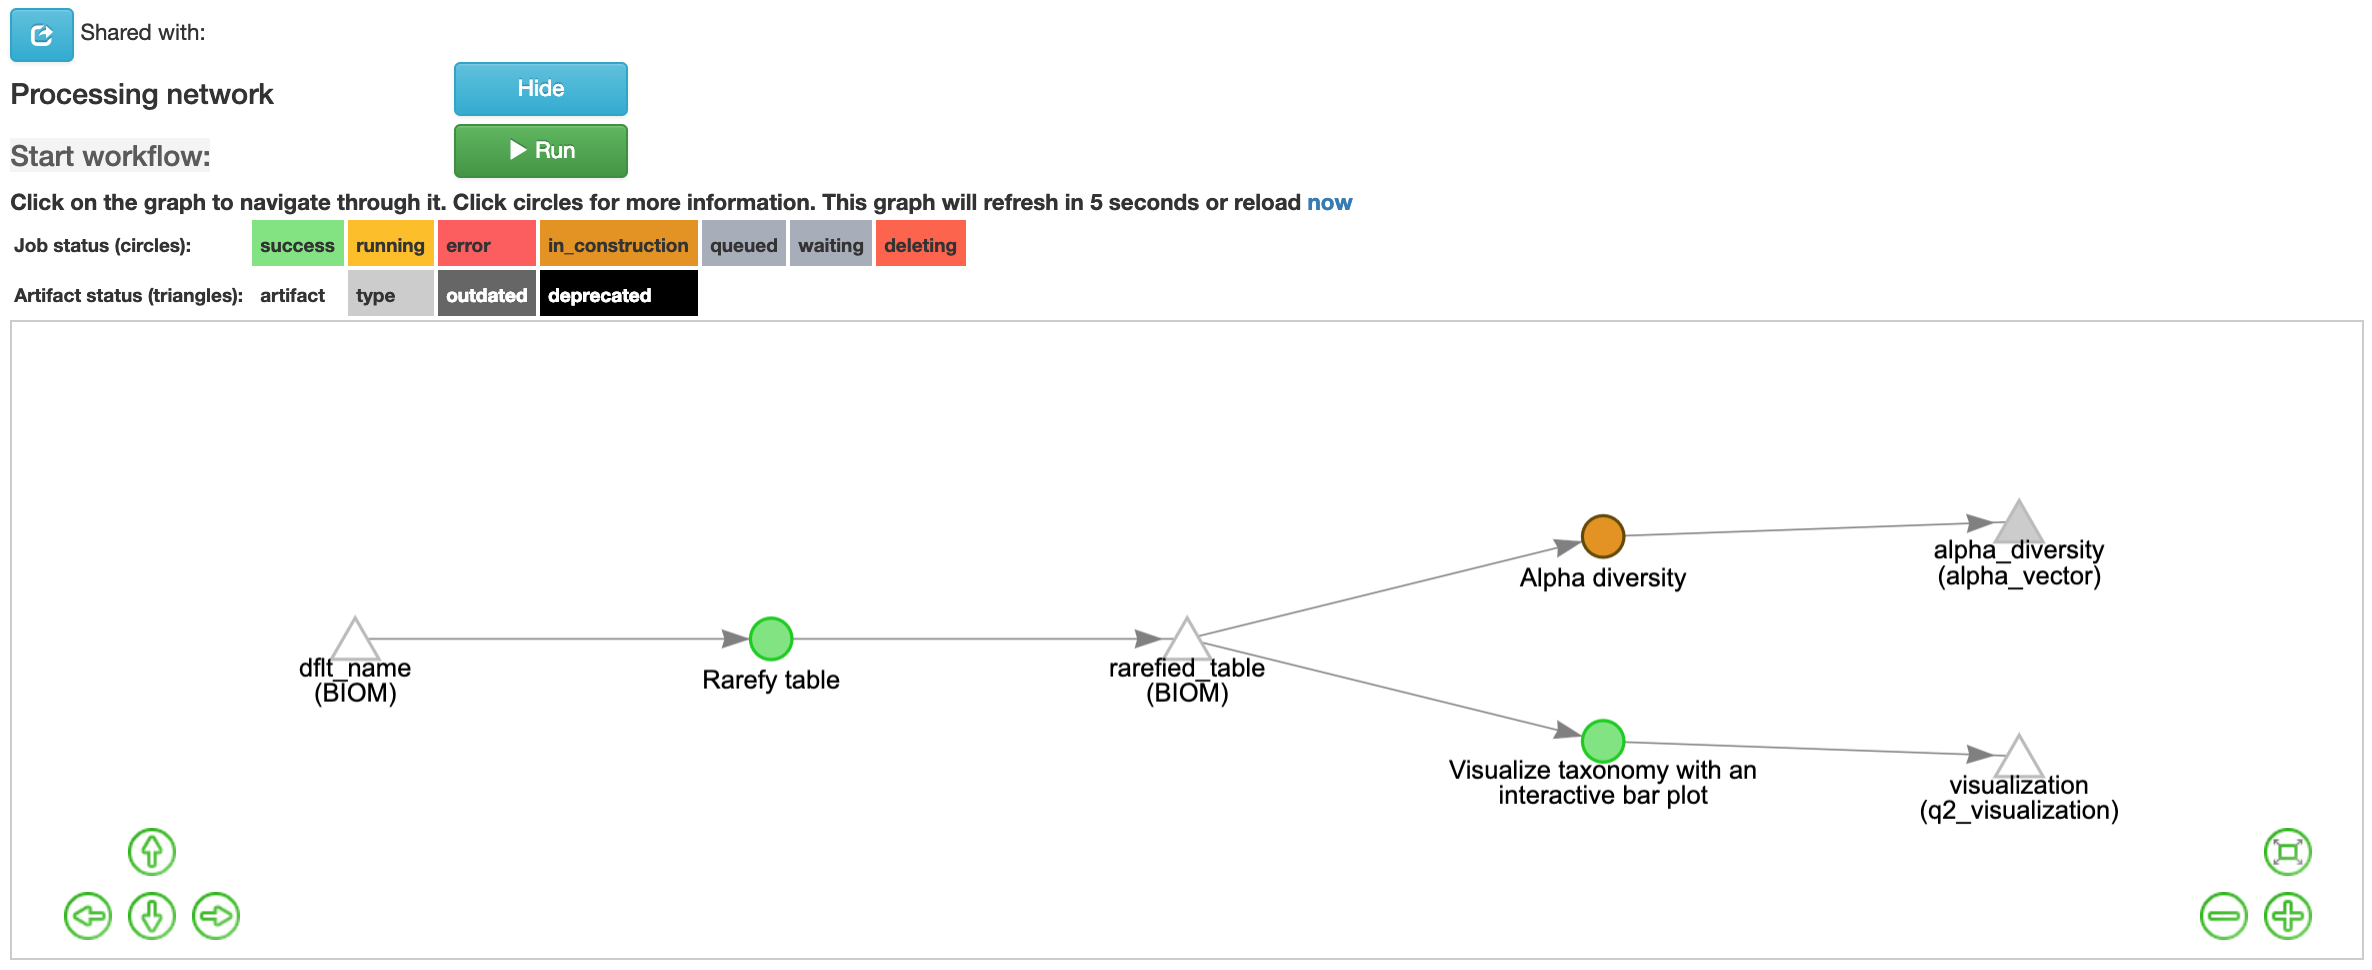 Shared with:
Processing network
Hide
Start workflow:
Run
Click on the graph to navigate through it. Click circles for more information. This graph will refresh in 5 seconds or reload now
Job status (circles): success running error in_construction queued waiting deleting
Artifact status (triangles): artifact type outdated deprecated
Alpha diversity
alpha_diversity
(alpha_vector)
dflt_name
(BIOM)
Rarefy table
rarefied_table
(BIOM)
Visualize taxonomy with an
interactive bar plot
visualization
(q2_visualization)